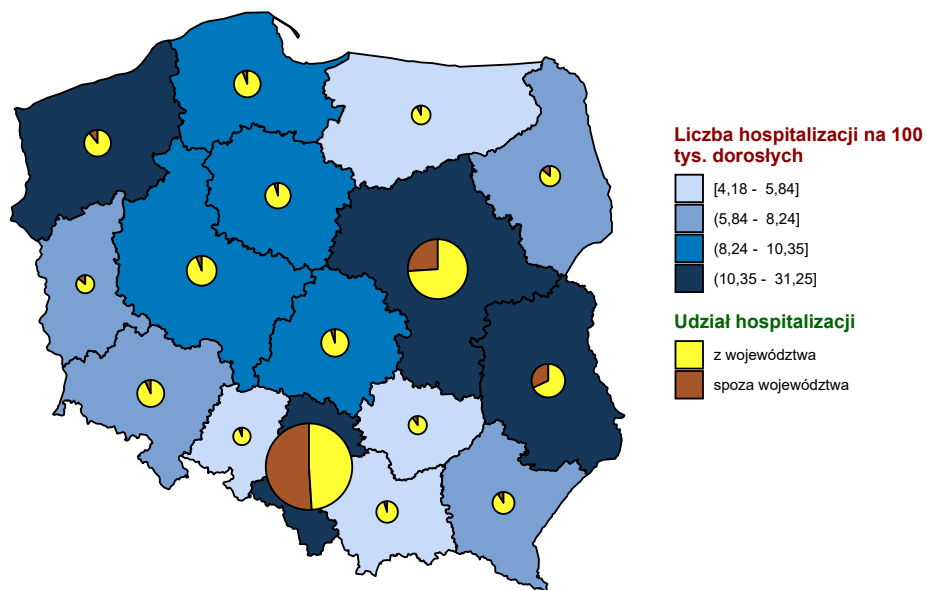 Liczba hospitalizacji na 100
tys. dorosłych
[4,18 - 5,84]
(5,84 - 8,24]
(8,24 - 10,35]
(10,35 - 31,25]
Udział hospitalizacji
z województwa
spoza województwa